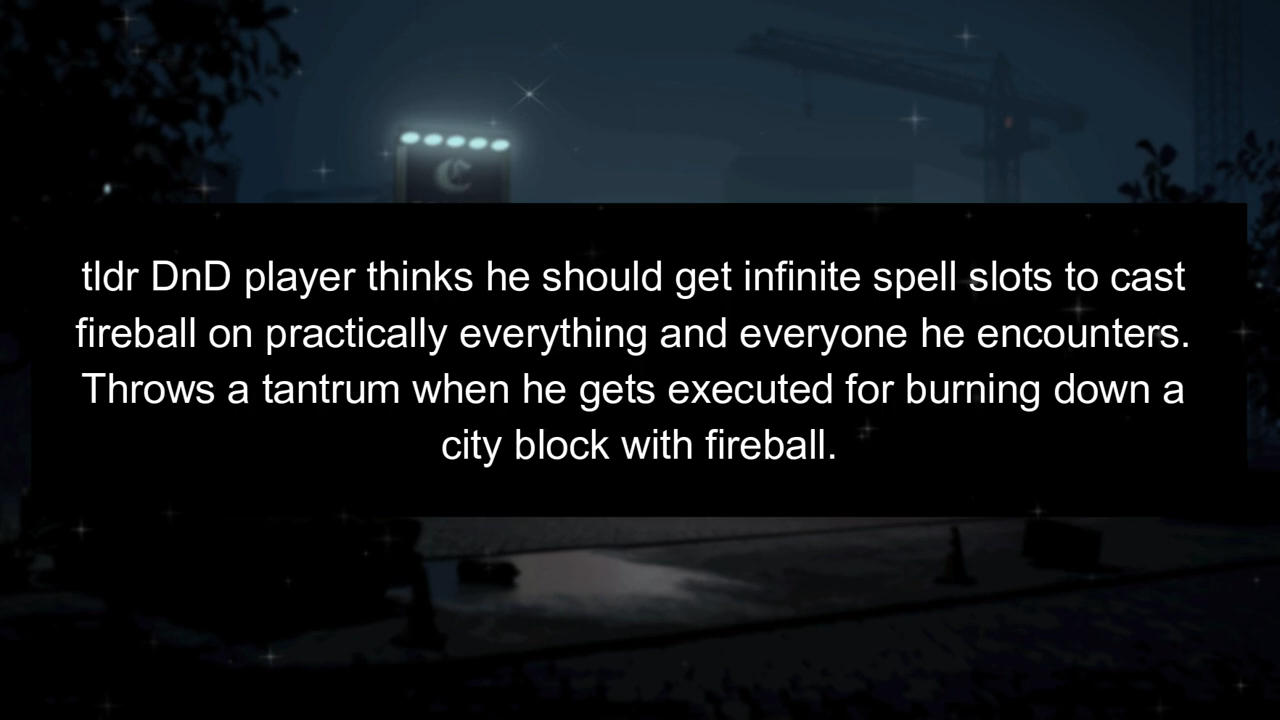 C
tldr DnD player thinks he should get infinite spell slots to cast
fireball on practically everything and everyone he encounters.
Throws a tantrum when he gets executed for burning down a
city block with fireball.